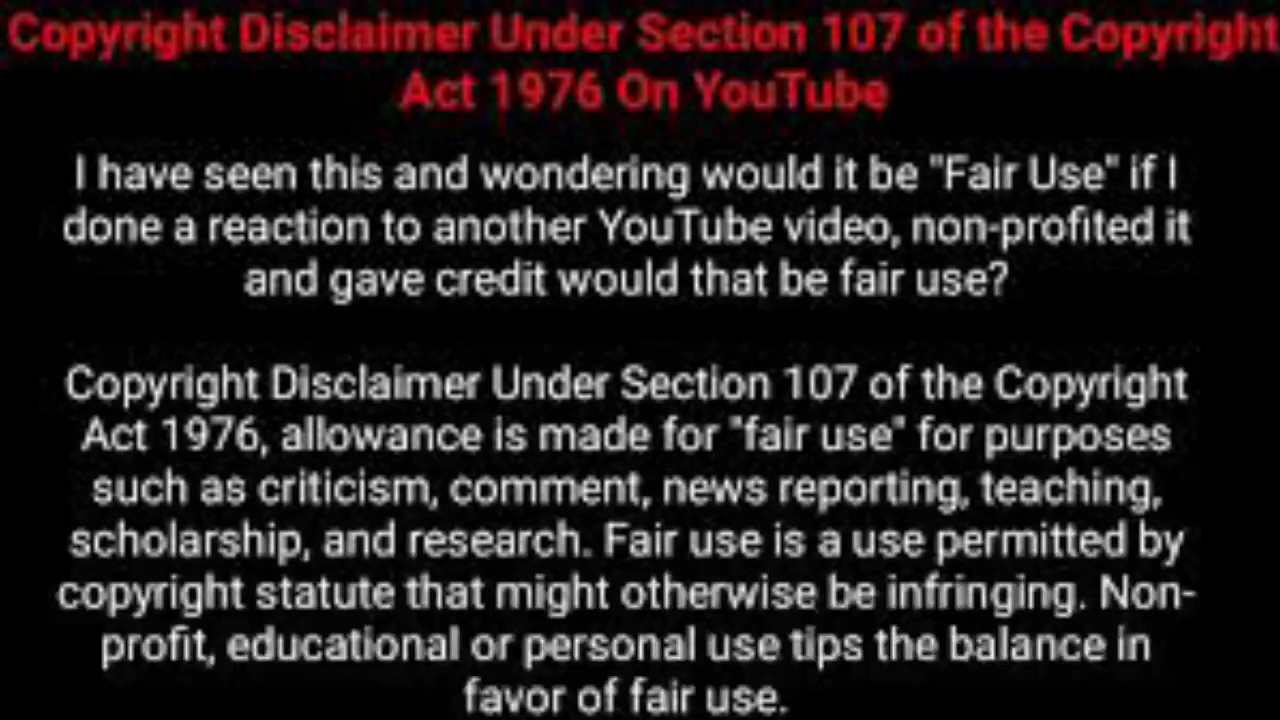 Copyright Disclaimer Under Section 107 of the Copyright
Act 1976 On YouTube
I have seen this and wondering would it be "Fair Use" if I
done a reaction to another YouTube video, non-profited it
and gave credit would that be fair use?
Copyright Disclaimer Under Section 107 of the Copyright
Act 1976, allowance is made for "fair use" for purposes
such as criticism, comment, news reporting, teaching,
scholarship, and research. Fair use is a use permitted by
copyright statute that might otherwise be infringing. Non-
profit, educational or personal use tips the balance in
favor of fair use.